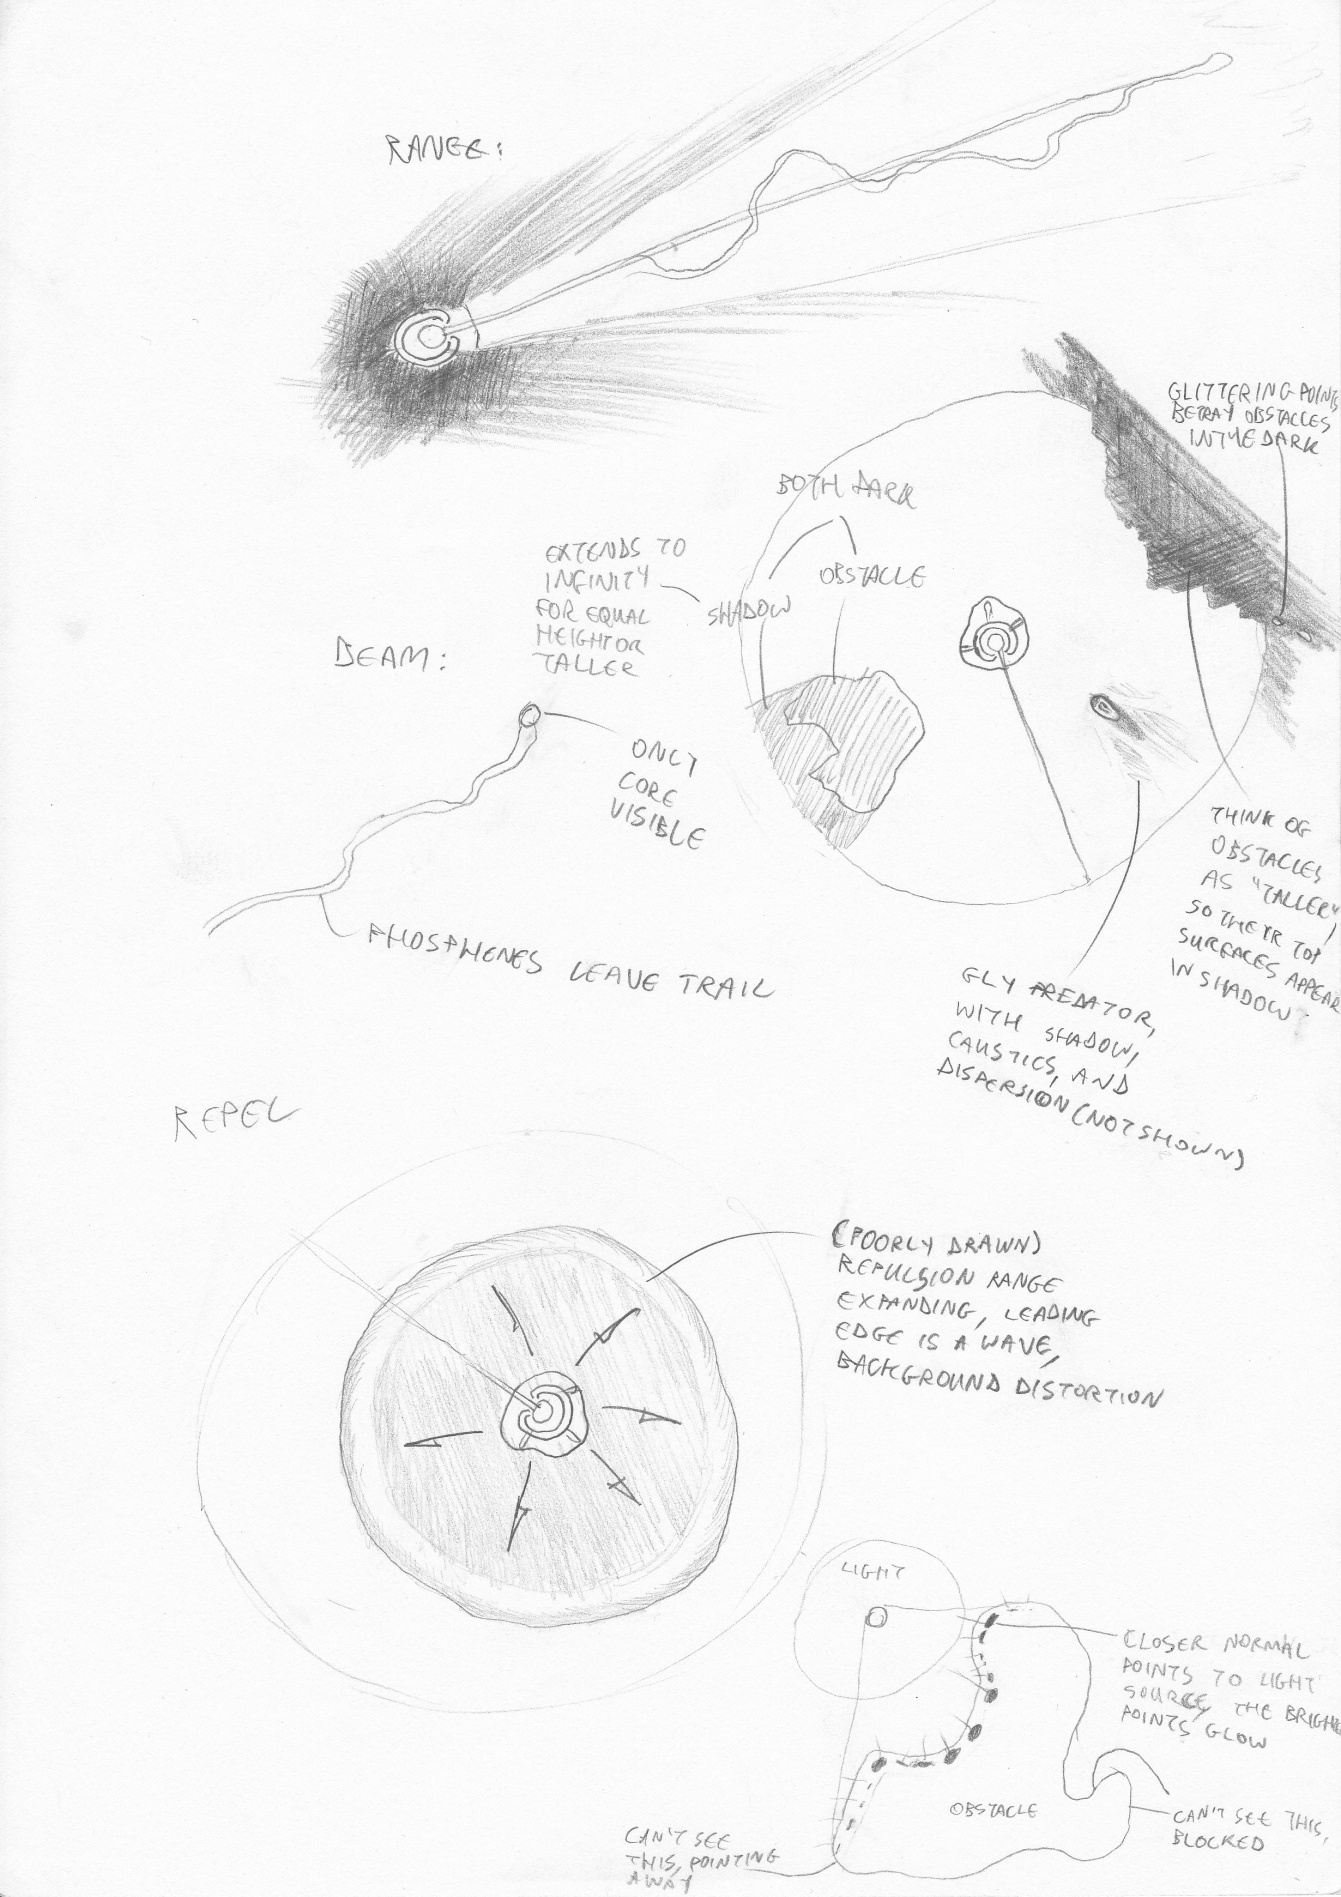 RANGE:
GLITTERING POINTS
BETRAY OBSTACLES
IN THE DARK
BOTH DARK
EXTENDS TO
INFINITY
FOR EQUAL
HEIGHT OR
TALLER
SHADOW
OBSTACLE
BEAM:
ONLY
CORE
VISIBLE
PHOSPHENES LEAVE TRAIL
THINK OF
OBSTACLES
AS "TALLER",
SO THEIR TOP
SURFACES APPEAR
IN SHADOW
GLY PREDATOR,
WITH SHADOW,
CAUSTICS, AND
DISPERSION (NOT SHOWN)
REPEL
(POORLY DRAWN)
REPULSION RANGE
EXPANDING, LEADING
EDGE IS A WAVE,
BACKGROUND DISTORTION
LIGHT
CLOSER NORMAL
POINTS TO LIGHT
SOURCE, THE BRIGHE
POINTS GLOW
OBSTACLE
CAN'T SEE THIS,
BLOCKED
CAN'T SEE
THIS, POINTING
AWAY